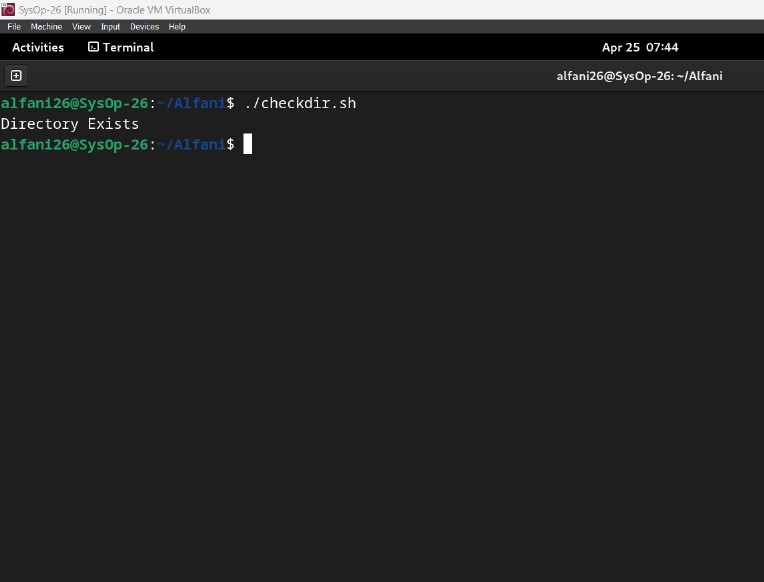 SysOp-26 [Running] - Oracle VM VirtualBox
File Machine View Input Devices Help
Activities Terminal Apr 25 07:44
alfani26@SysOp-26: ~/Alfani
alfani26@SysOp-26:~/Alfani$ ./checkdir.sh
Directory Exists
alfani26@SysOp-26:~/Alfani$